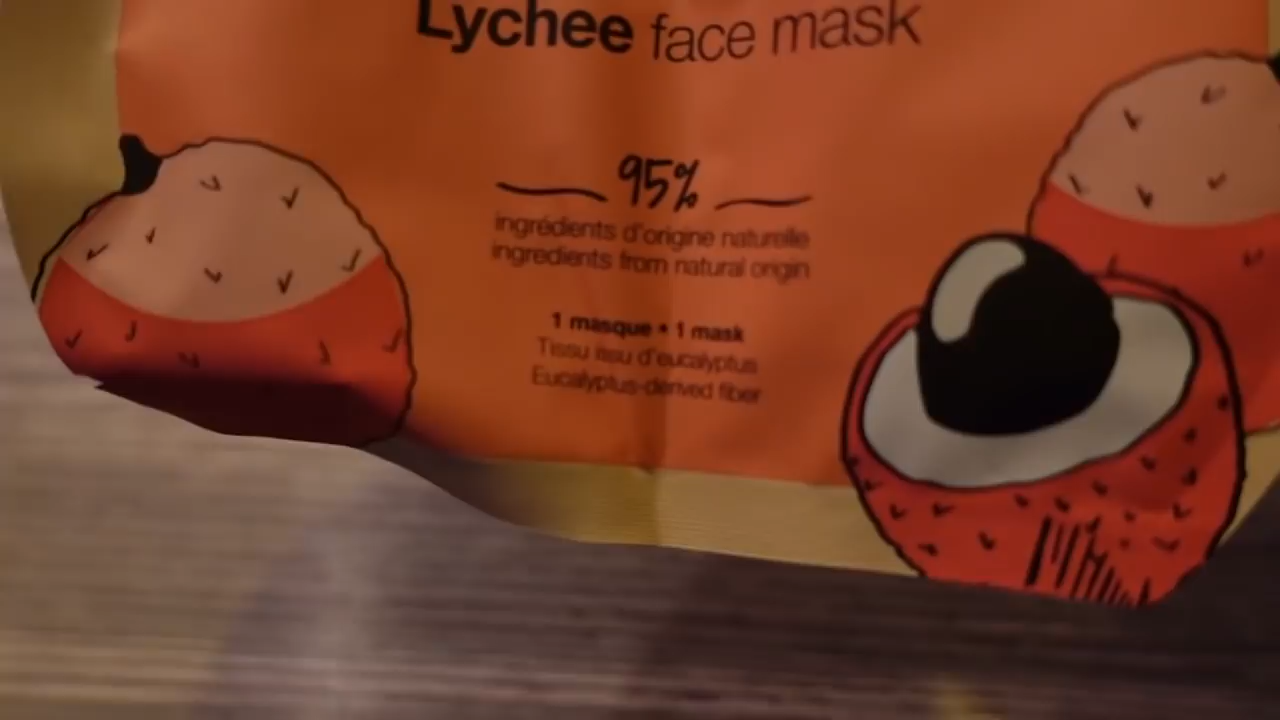 Lychee face mask
95%
ingrédients d'origine naturelle
ingredients from natural origin
1 masque • 1 mask
Tissu issu d'eucalyptus
Eucalyptus-derived fiber